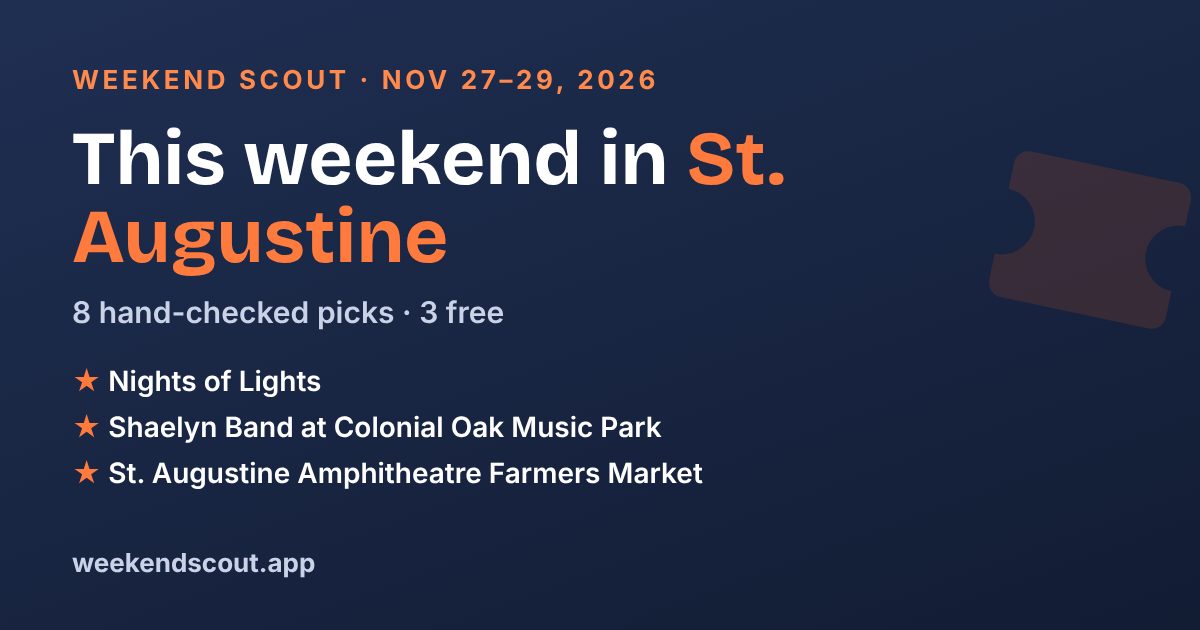 WEEKEND SCOUT · NOV 27–29, 2026
This weekend in St.
Augustine
8 hand-checked picks · 3 free
★ Nights of Lights
★ Shaelyn Band at Colonial Oak Music Park
★ St. Augustine Amphitheatre Farmers Market
weekendscout.app